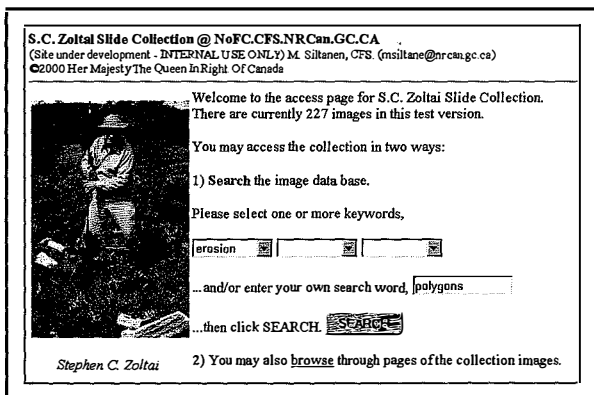 S.C. Zoltai Slide Collection @ NoFC.CFS.NRCan.GC.CA
(Site under development - INTERNAL USE ONLY) M. Siltanen, CFS. (msiltane@nrcan.gc.ca)
©2000 Her Majesty The Queen In Right Of Canada
Welcome to the access page for S.C. Zoltai Slide Collection.
There are currently 227 images in this test version.
You may access the collection in two ways:
1) Search the image data base.
Please select one or more keywords,
erosion
...and/or enter your own search word, polygons
...then click SEARCH. SEARCH
Stephen C. Zoltai
2) You may also browse through pages of the collection images.